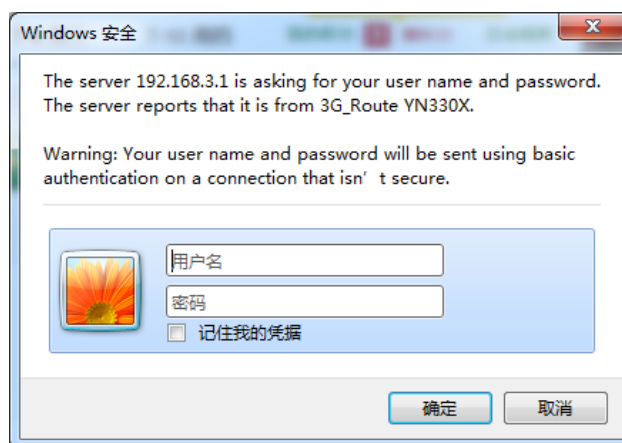 Windows 安全
The server 192.168.3.1 is asking for your user name and password.
The server reports that it is from 3G_Route YN330X.
Warning: Your user name and password will be sent using basic
authentication on a connection that isn' t secure.
用户名
密码
记住我的凭据
确定
取消